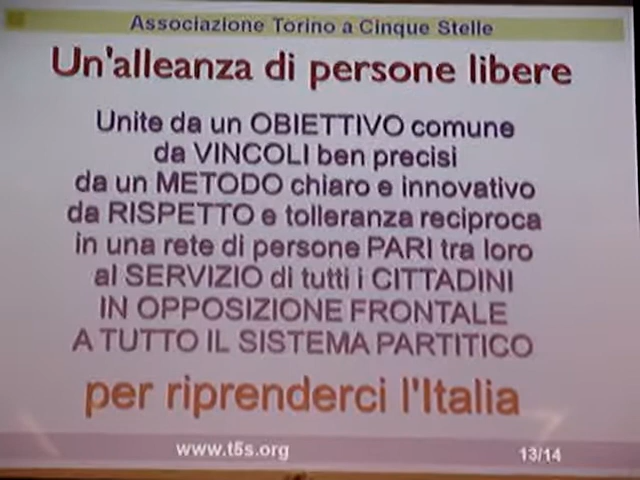 Associazione Torino a Cinque Stelle
Un'alleanza di persone libere
Unite da un OBIETTIVO comune
da VINCOLI ben precisi
da un METODO chiaro e innovativo
da RISPETTO e tolleranza reciproca
in una rete di persone PARI tra loro
al SERVIZIO di tutti i CITTADINI
IN OPPOSIZIONE FRONTALE
A TUTTO IL SISTEMA PARTITICO
per riprenderci l'Italia
www.t5s.org
13/14